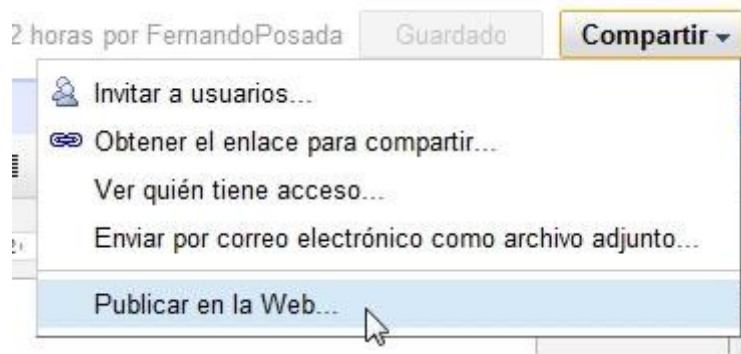 2 horas por FernandoPosada Guardado Compartir
Invitar a usuarios...
Obtener el enlace para compartir...
Ver quién tiene acceso...
Enviar por correo electrónico como archivo adjunto...
Publicar en la Web...